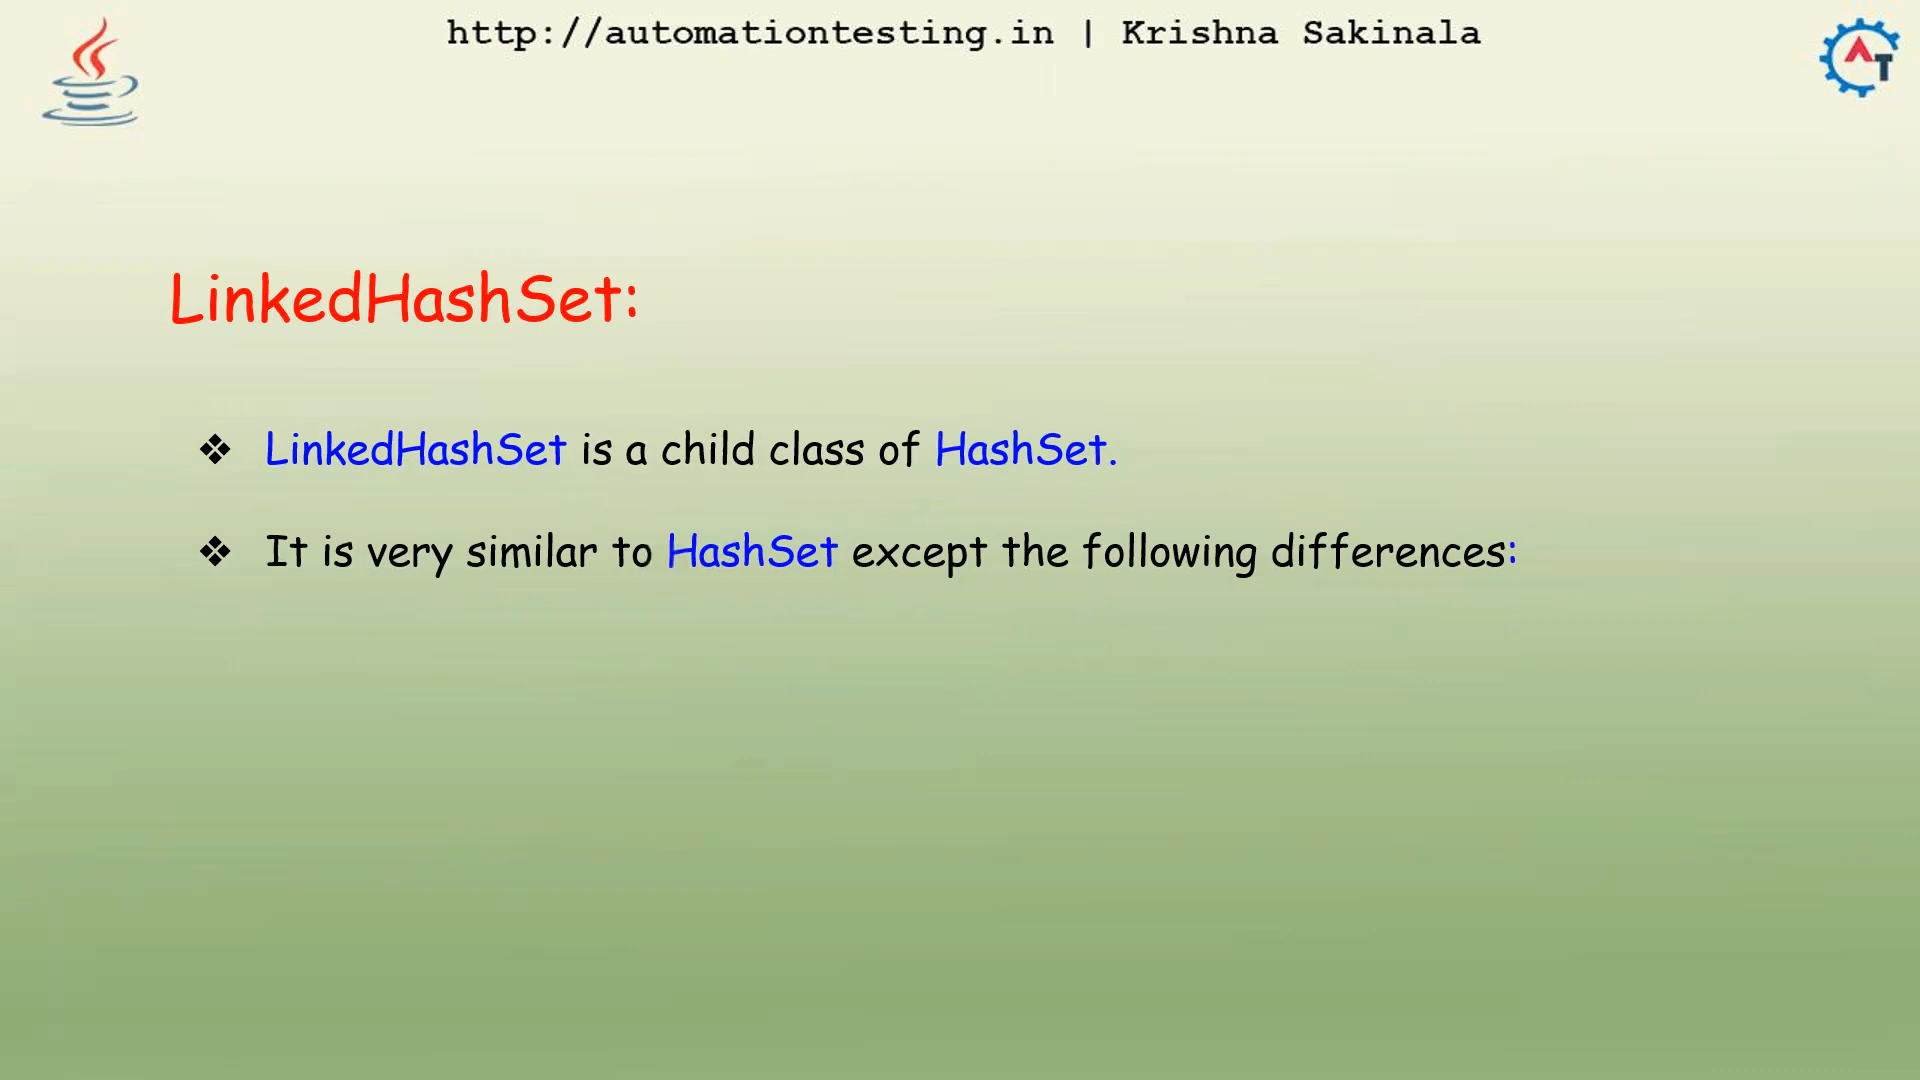 http://automationtesting.in | Krishna Sakinala
AT
LinkedHashSet:
❖ LinkedHashSet is a child class of HashSet.
❖ It is very similar to HashSet except the following differences: